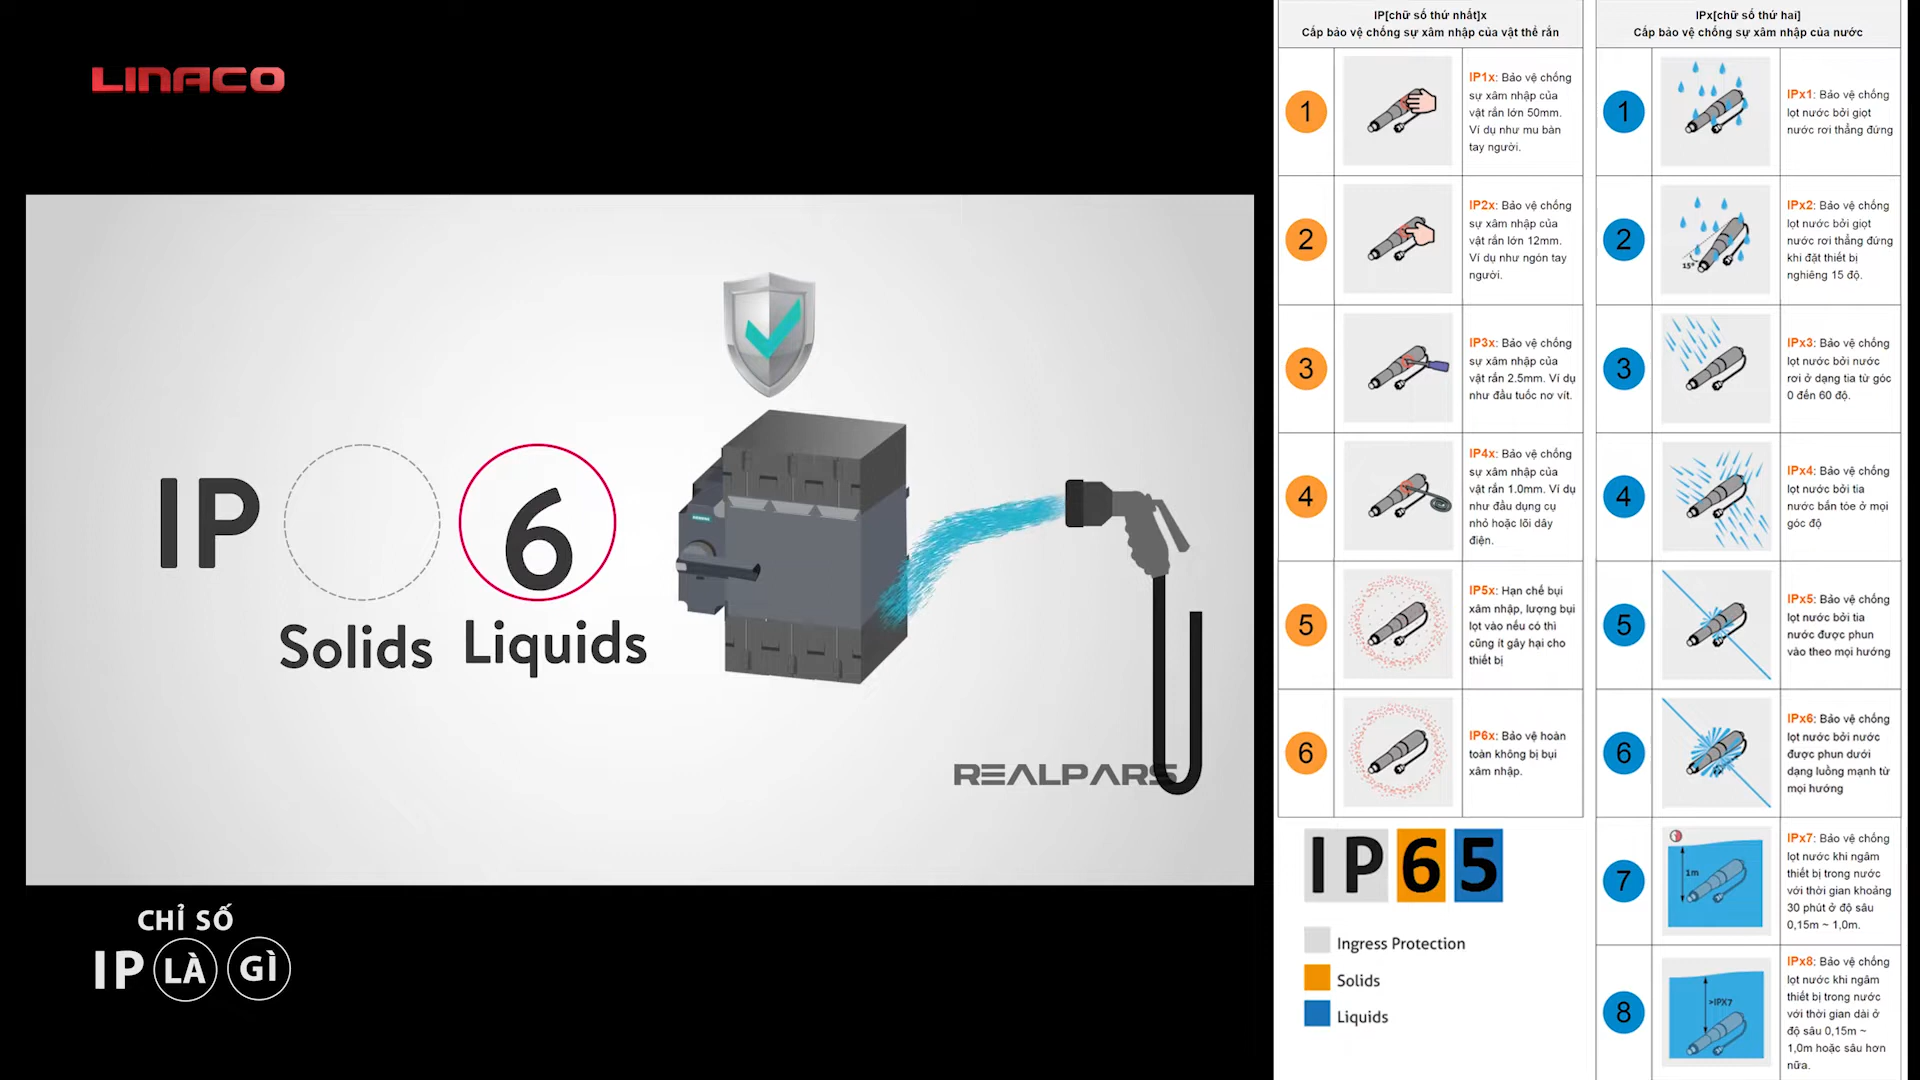 LINACO
IP 6
Solids Liquids
SIEMENS
REALPARS
CHỈ SỐ
IP LÀ GÌ
IP[chữ số thứ nhất]x
Cấp bảo vệ chống sự xâm nhập của vật thể rắn
1
IP1x: Bảo vệ chống
sự xâm nhập của
vật rắn lớn 50mm.
Ví dụ như mu bàn
tay người.
2
IP2x: Bảo vệ chống
sự xâm nhập của
vật rắn lớn 12mm.
Ví dụ như ngón tay
người.
3
IP3x: Bảo vệ chống
sự xâm nhập của
vật rắn 2.5mm. Ví dụ
như đầu tuốc nơ vít.
4
IP4x: Bảo vệ chống
sự xâm nhập của
vật rắn 1.0mm. Ví dụ
như đầu dụng cụ
nhỏ hoặc lõi dây
điện.
5
IP5x: Hạn chế bụi
xâm nhập, lượng bụi
lọt vào nếu có thì
cũng ít gây hại cho
thiết bị
6
IP6x: Bảo vệ hoàn
toàn không bị bụi
xâm nhập.
IP65
Ingress Protection
Solids
Liquids
IPx[chữ số thứ hai]
Cấp bảo vệ chống sự xâm nhập của nước
1
IPx1: Bảo vệ chống
lọt nước bởi giọt
nước rơi thẳng đứng
2
15°
IPx2: Bảo vệ chống
lọt nước bởi giọt
nước rơi thẳng đứng
khi đặt thiết bị
nghiêng 15 độ.
3
IPx3: Bảo vệ chống
lọt nước bởi nước
rơi ở dạng tia từ góc
0 đến 60 độ.
4
IPx4: Bảo vệ chống
lọt nước bởi tia
nước bắn tóe ở mọi
góc độ
5
IPx5: Bảo vệ chống
lọt nước bởi tia
nước được phun
vào theo mọi hướng
6
IPx6: Bảo vệ chống
lọt nước bởi nước
được phun dưới
dạng luồng mạnh từ
mọi hướng
7
1m
IPx7: Bảo vệ chống
lọt nước khi ngâm
thiết bị trong nước
với thời gian khoảng
30 phút ở độ sâu
0,15m ~ 1,0m.
8
>IPX7
IPx8: Bảo vệ chống
lọt nước khi ngâm
thiết bị trong nước
với thời gian dài ở
độ sâu 0,15m ~
1,0m hoặc sâu hơn
nữa.